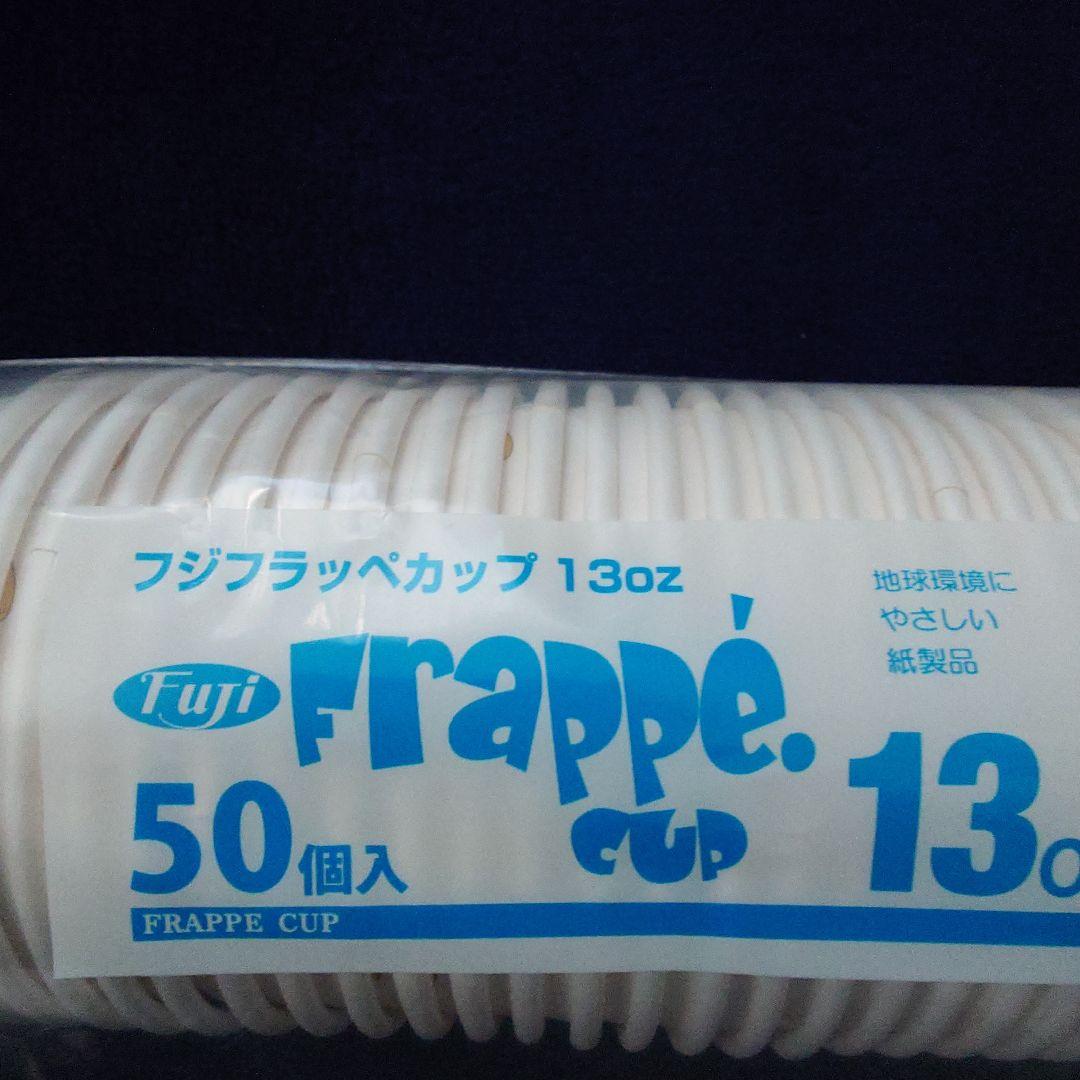 フジフラッペカップ 13oz
地球環境に
やさしい
紙製品
Fuji
Frappé.
CUP
13o
50個入
FRAPPE CUP